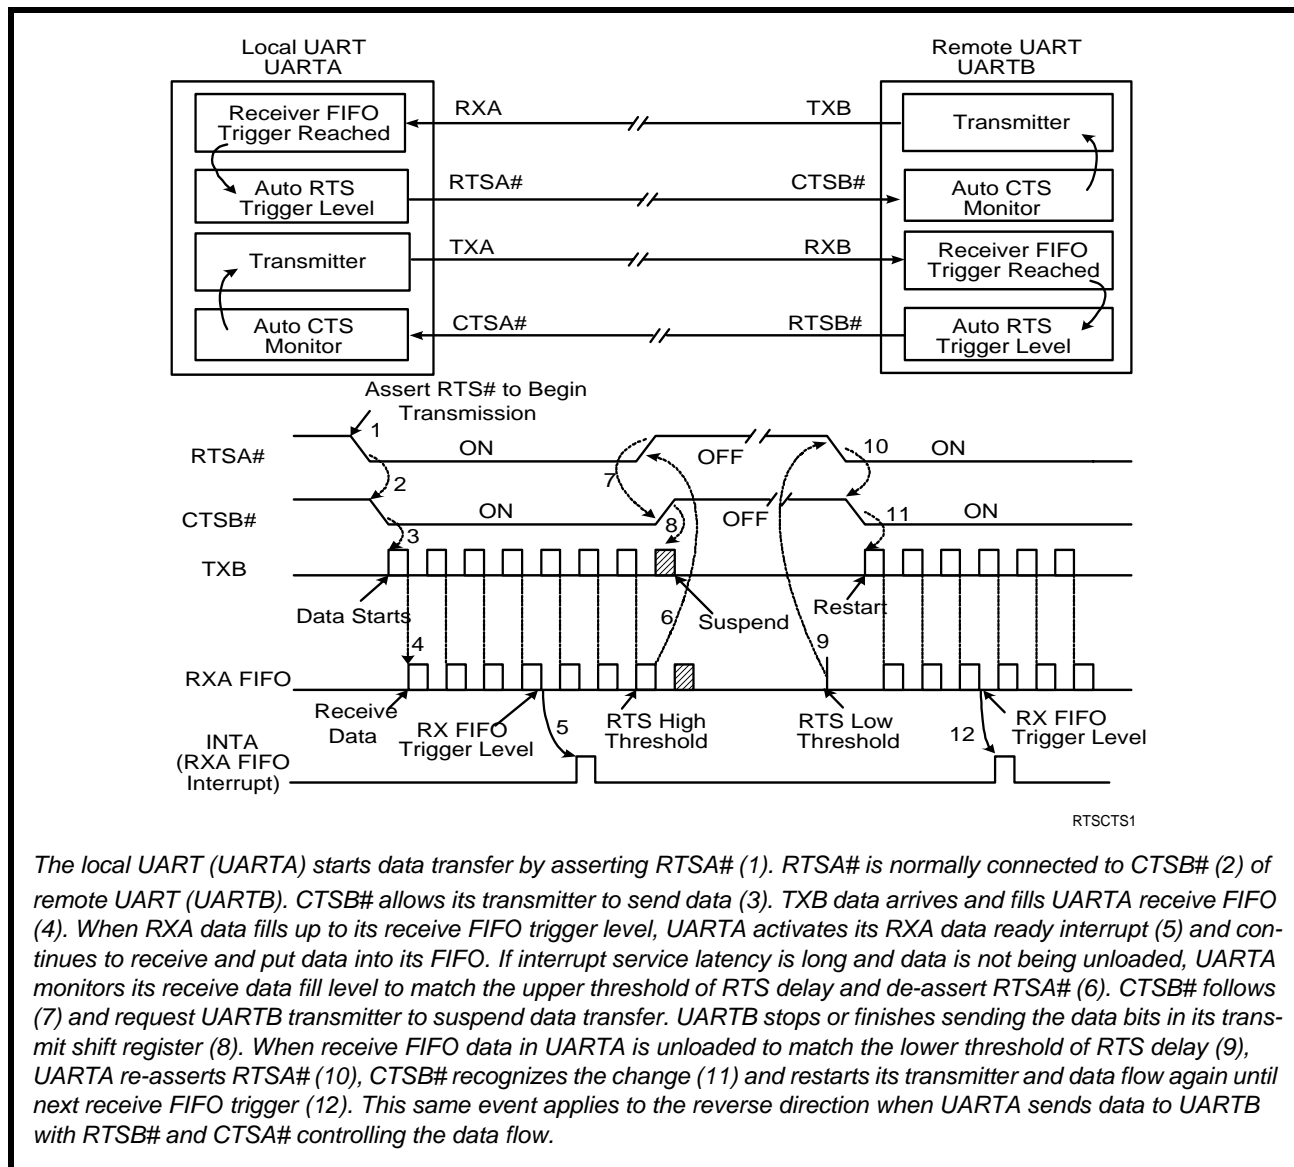 Local UART
UARTA
Remote UART
UARTB
Receiver FIFO
Trigger Reached
RXA
TXB
Transmitter
Auto RTS
Trigger Level
RTSA#
CTSB#
Auto CTS
Monitor
Transmitter
TXA
RXB
Receiver FIFO
Trigger Reached
Auto CTS
Monitor
CTSA#
RTSB#
Auto RTS
Trigger Level
Assert RTS# to Begin
Transmission
1
ON
OFF
10
ON
RTSA#
2
7
CTSB#
ON
8
OFF
11
ON
3
TXB
Data Starts
6
Suspend
Restart
4
9
RXA FIFO
Receive
Data
RX FIFO
Trigger Level
5
RTS High
Threshold
RTS Low
Threshold
12
RX FIFO
Trigger Level
INTA
(RXA FIFO
Interrupt)
RTSCTS1
The local UART (UARTA) starts data transfer by asserting RTSA# (1). RTSA# is normally connected to CTSB# (2) of
remote UART (UARTB). CTSB# allows its transmitter to send data (3). TXB data arrives and fills UARTA receive FIFO
(4). When RXA data fills up to its receive FIFO trigger level, UARTA activates its RXA data ready interrupt (5) and con-
tinues to receive and put data into its FIFO. If interrupt service latency is long and data is not being unloaded, UARTA
monitors its receive data fill level to match the upper threshold of RTS delay and de-assert RTSA# (6). CTSB# follows
(7) and request UARTB transmitter to suspend data transfer. UARTB stops or finishes sending the data bits in its trans-
mit shift register (8). When receive FIFO data in UARTA is unloaded to match the lower threshold of RTS delay (9),
UARTA re-asserts RTSA# (10), CTSB# recognizes the change (11) and restarts its transmitter and data flow again until
next receive FIFO trigger (12). This same event applies to the reverse direction when UARTA sends data to UARTB
with RTSB# and CTSA# controlling the data flow.